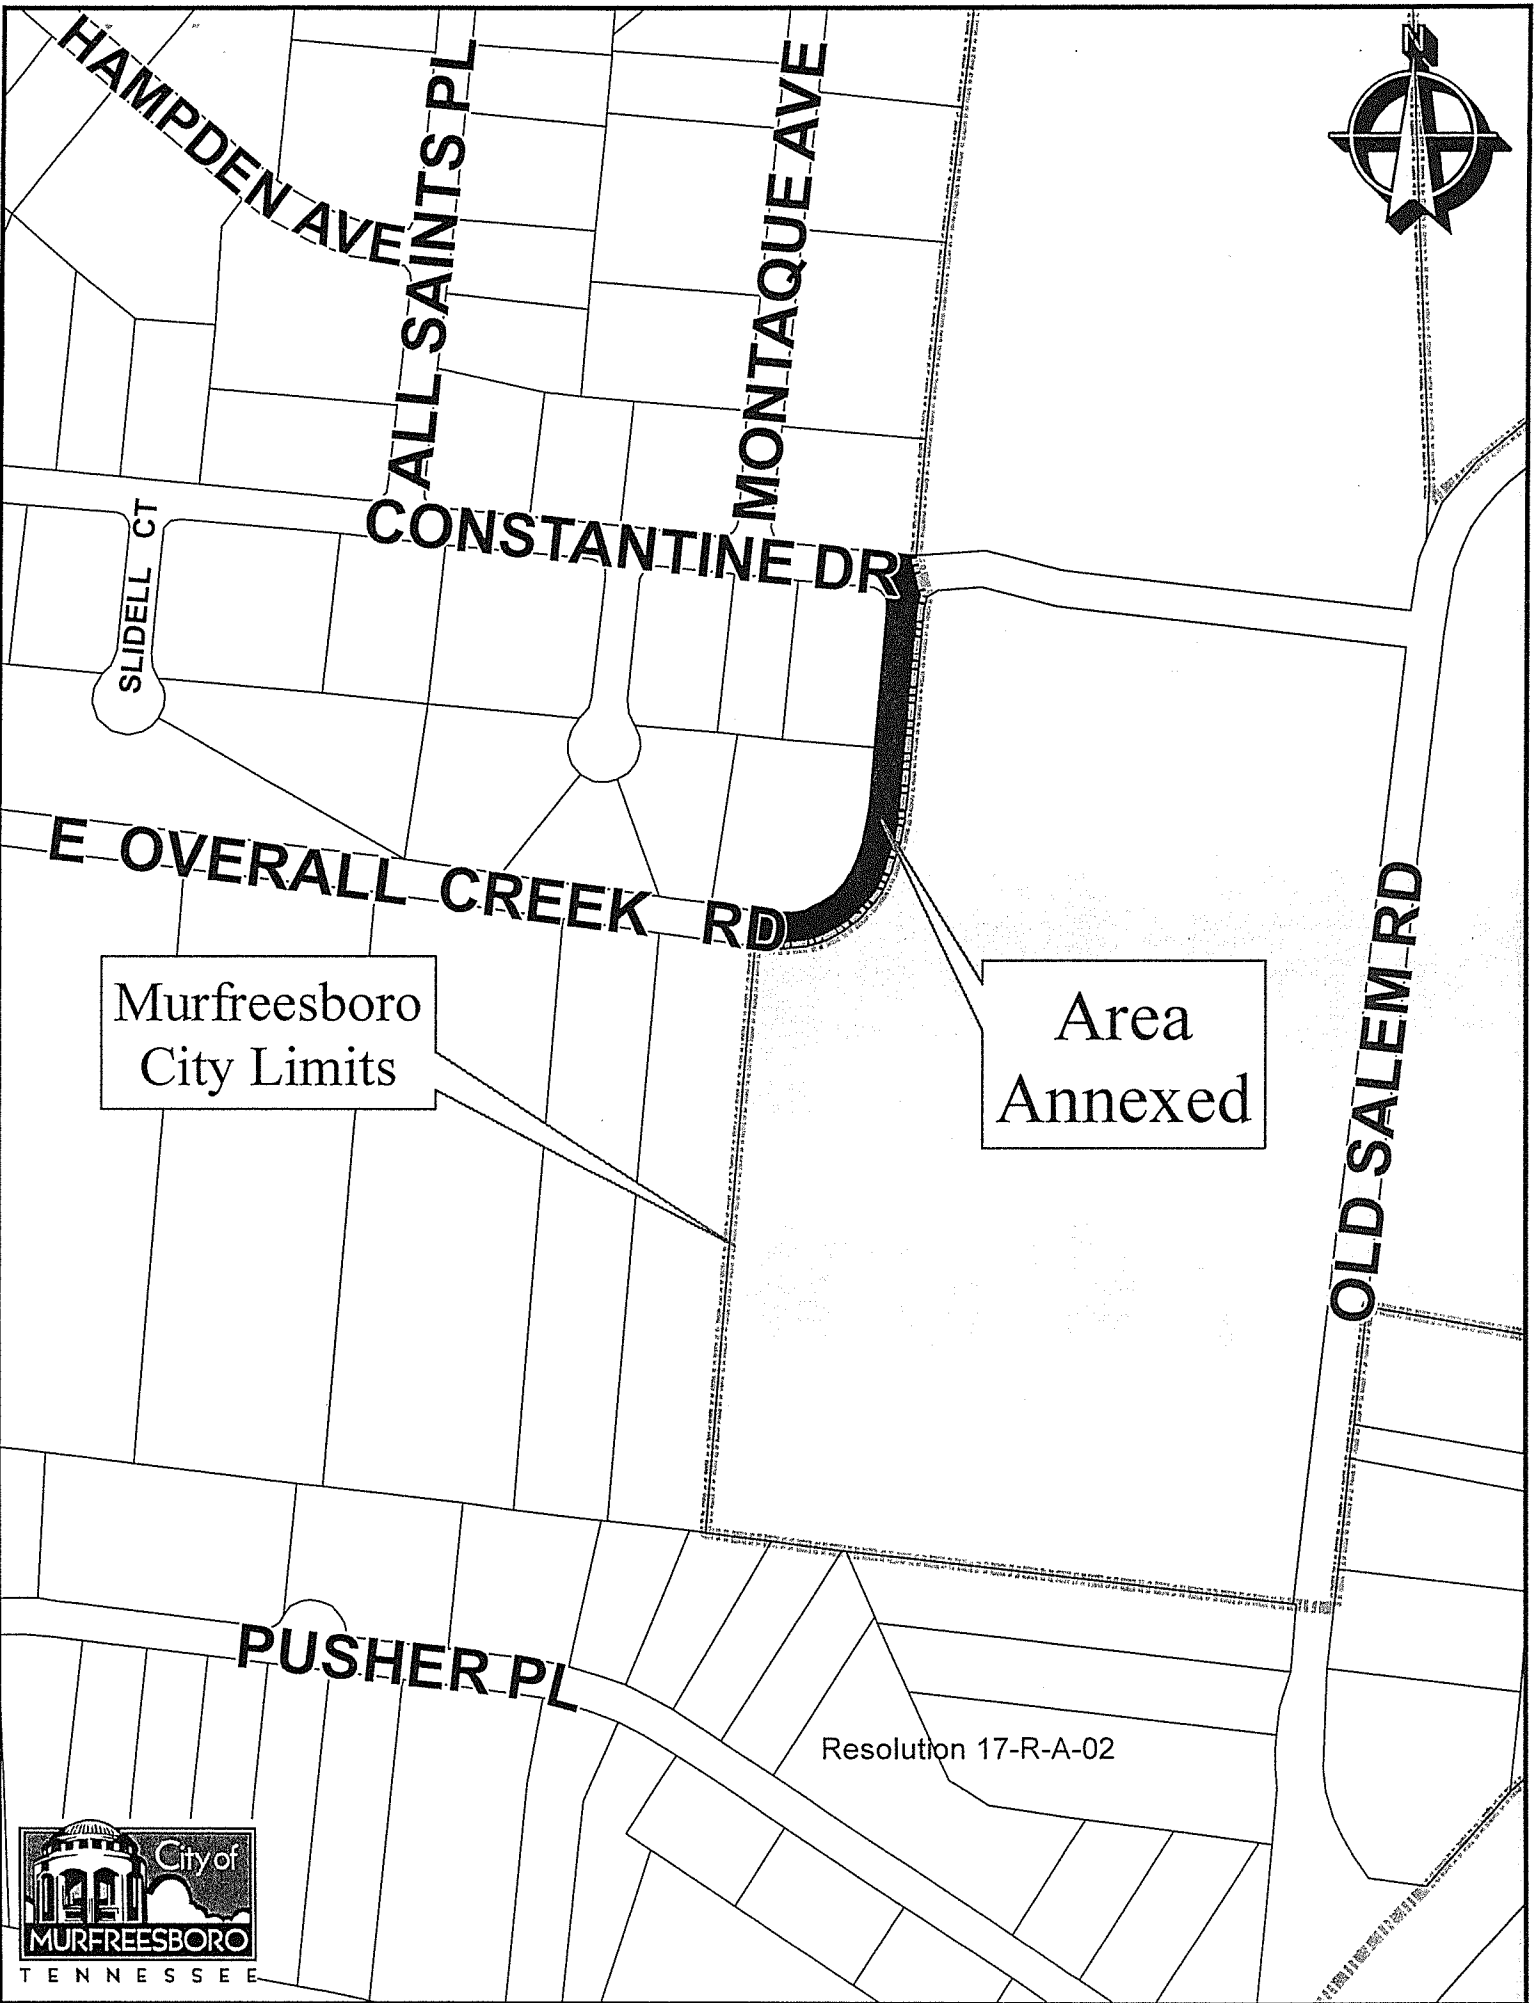 N
HAMPDEN AVE
ALL SAINTS PL
MONTAQUE AVE
CONSTANTINE DR
SLIDELL CT
E OVERALL CREEK RD
Murfreesboro
City Limits
Area
Annexed
OLD SALEM RD
PUSHER PL
Resolution 17-R-A-02
City of
MURFREESBORO
TENNESSEE